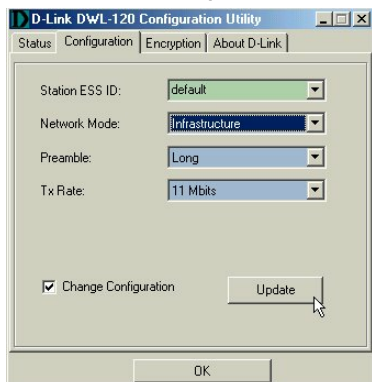 D-Link DWL-120 Configuration Utility
Status Configuration Encryption About D-Link
Station ESS ID: default
Network Mode: Infrastructure
Preamble: Long
Tx Rate: 11 Mbits
Change Configuration Update
OK